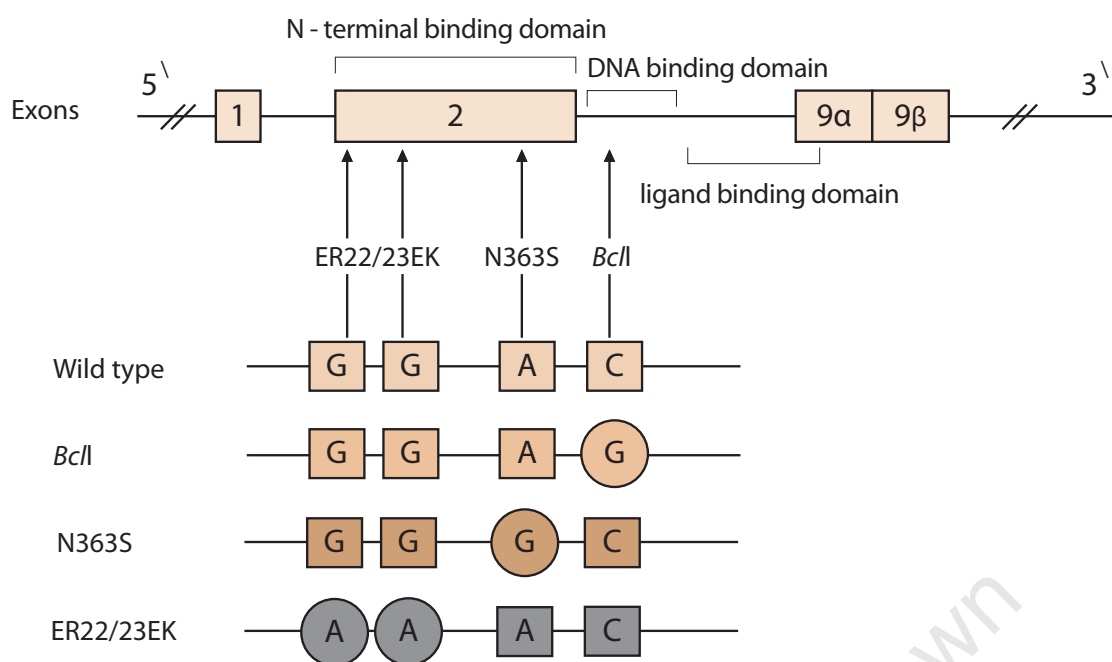 N - terminal binding domain
DNA binding domain
5\ 3\
Exons 1 2 9α 9β
ligand binding domain
ER22/23EK N363S BclI
Wild type G G A C
BclI G G A G
N363S G G G C
ER22/23EK A A A C
wn